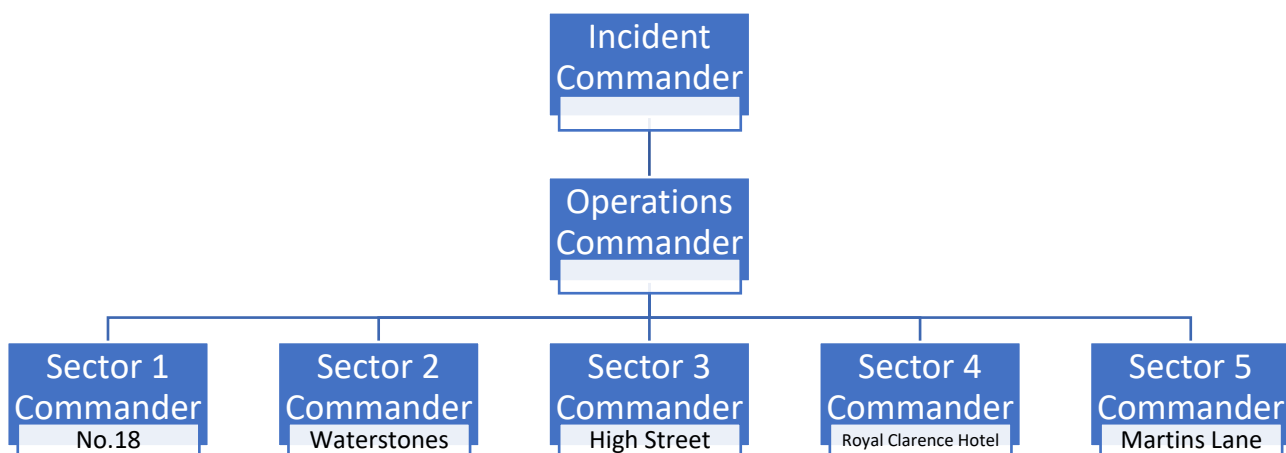 Incident
Commander
Operations
Commander
Sector 1
Commander
No.18
Sector 2
Commander
Waterstones
Sector 3
Commander
High Street
Sector 4
Commander
Royal Clarence Hotel
Sector 5
Commander
Martins Lane